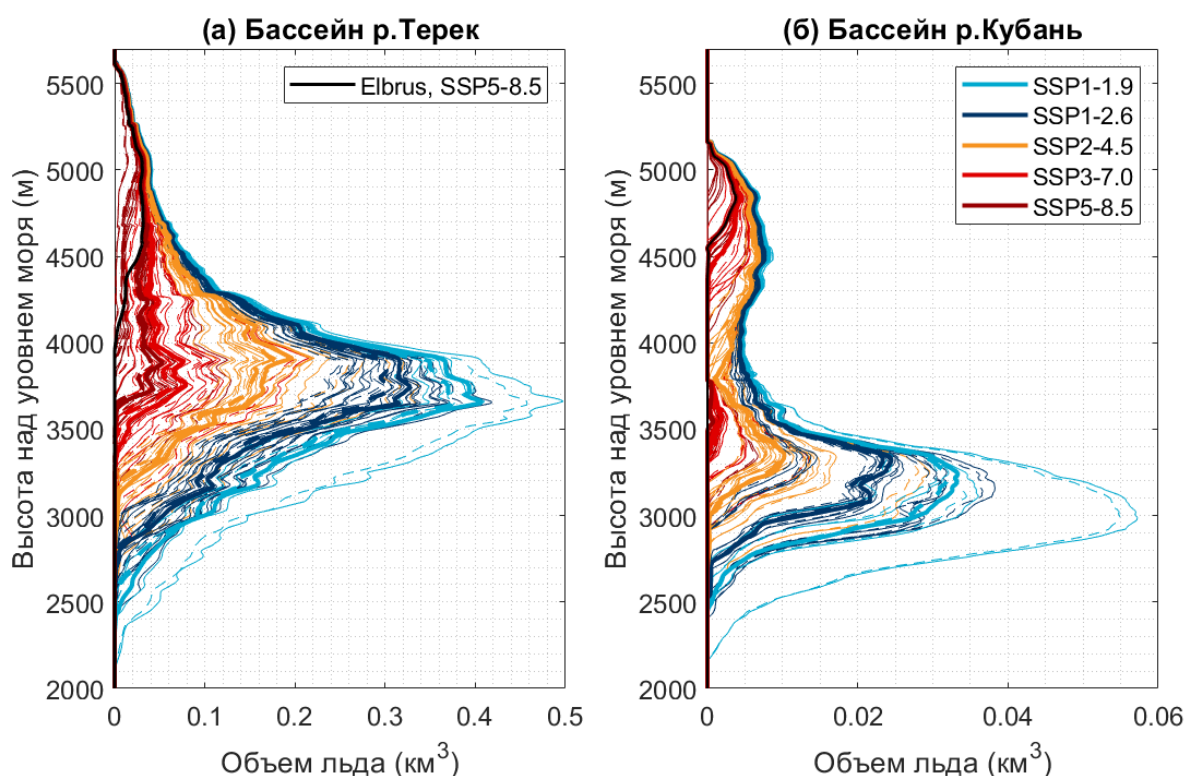 (а) Бассейн р.Терек
Elbrus, SSP5-8.5
5500
5000
4500
4000
3500
3000
2500
2000
Высота над уровнем моря (м)
0
0.1
0.2
0.3
0.4
0.5
Объем льда (км³)
(б) Бассейн р.Кубань
SSP1-1.9
SSP1-2.6
SSP2-4.5
SSP3-7.0
SSP5-8.5
5500
5000
4500
4000
3500
3000
2500
2000
Высота над уровнем моря (м)
0
0.02
0.04
0.06
Объем льда (км³)